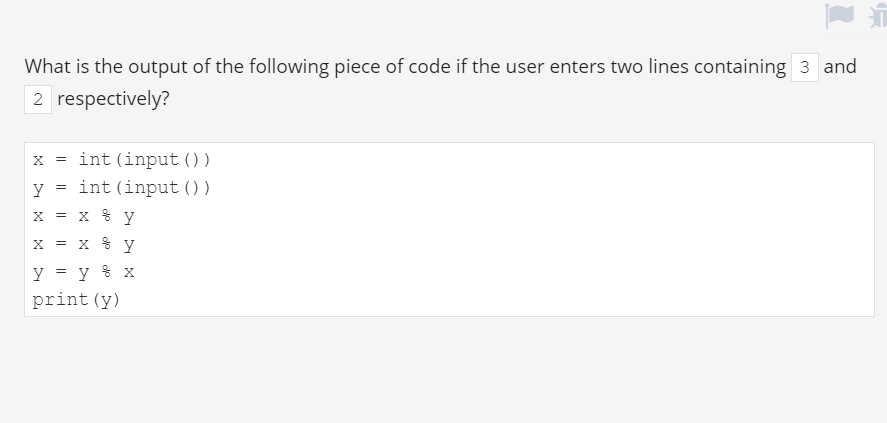 What is the output of the following piece of code if the user enters two lines containing 3 and
2 respectively?
x = int(input())
y = int(input())
x = x % y
x = x % y
y = y % x
print(y)